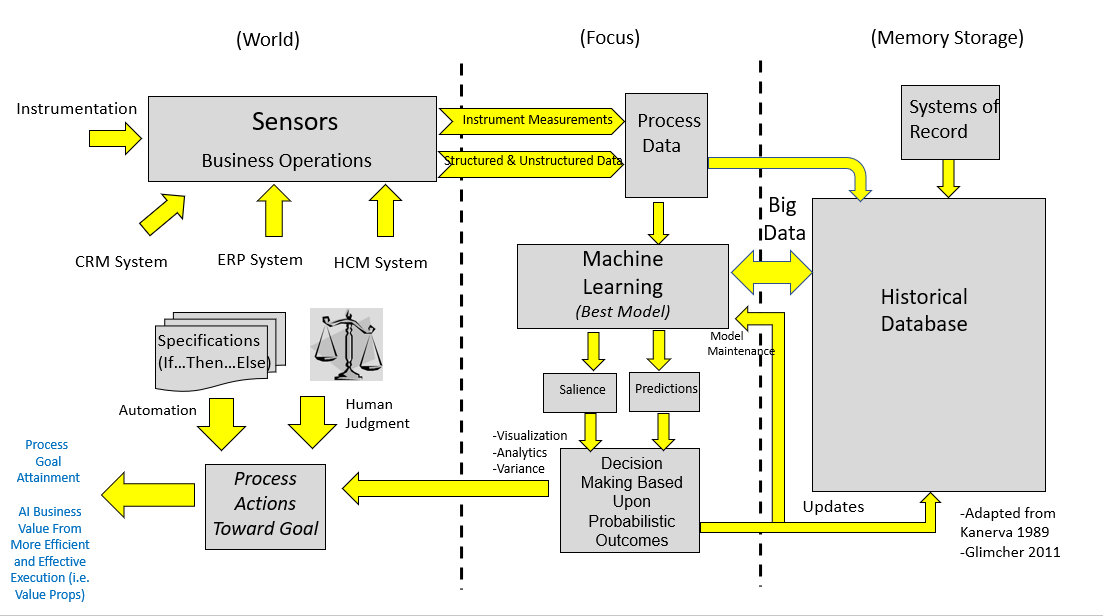 (World)
(Focus)
(Memory Storage)
Instrumentation
Sensors
Business Operations
Instrument Measurements
Structured & Unstructured Data
Process
Data
Systems of
Record
CRM System
ERP System
HCM System
Big
Data
Machine
Learning
(Best Model)
Historical
Database
Model
Maintenance
Specifications
(If...Then...Else)
Automation
Human
Judgment
Salience
Predictions
-Visualization
-Analytics
-Variance
Decision
Making Based
Upon
Probabilistic
Outcomes
Process
Actions
Toward Goal
Process
Goal
Attainment
AI Business
Value From
More Efficient
and Effective
Execution (i.e.
Value Props)
Updates
-Adapted from
Kanerva 1989
-Glimcher 2011